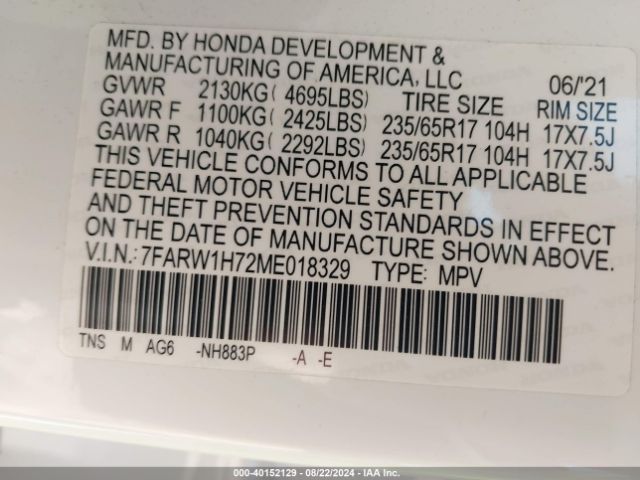 MFD. BY HONDA DEVELOPMENT &
MANUFACTURING OF AMERICA, LLC 06/'21
GVWR 2130KG( 4695LBS) TIRE SIZE RIM SIZE
GAWR F 1100KG( 2425LBS) 235/65R17 104H 17X7.5J
GAWR R 1040KG( 2292LBS) 235/65R17 104H 17X7.5J
THIS VEHICLE CONFORMS TO ALL APPLICABLE
FEDERAL MOTOR VEHICLE SAFETY
AND THEFT PREVENTION STANDARDS IN EFFECT
ON THE DATE OF MANUFACTURE SHOWN ABOVE.
V.I.N.: 7FARW1H72ME018329 TYPE: MPV
TNS M AG6 -NH883P -A -E
000-40152129 - 08/22/2024 - IAAI.COM